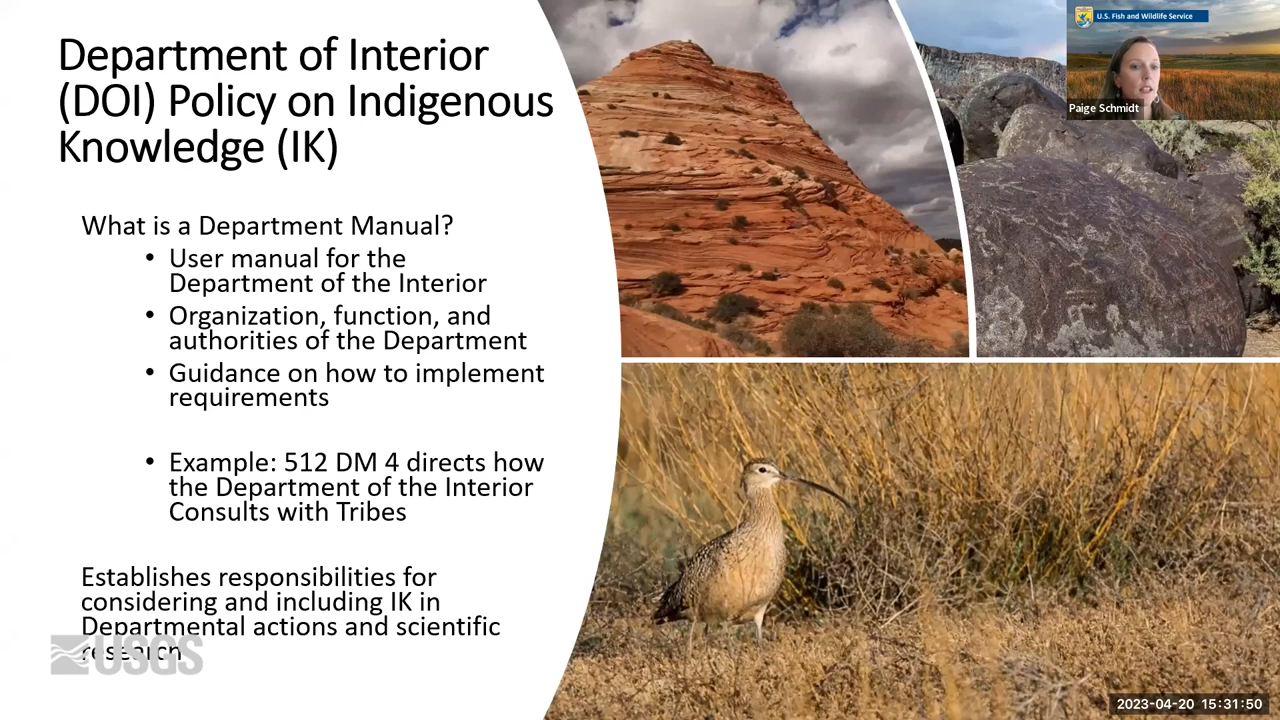 Department of Interior
(DOI) Policy on Indigenous
Knowledge (IK)
What is a Department Manual?
• User manual for the
Department of the Interior
• Organization, function, and
authorities of the Department
• Guidance on how to implement
requirements
• Example: 512 DM 4 directs how
the Department of the Interior
Consults with Tribes
Establishes responsibilities for
considering and including IK in
Departmental actions and scientific
research
USGS
U.S. Fish and Wildlife Service
Paige Schmidt
2023-04-20 15:31:50